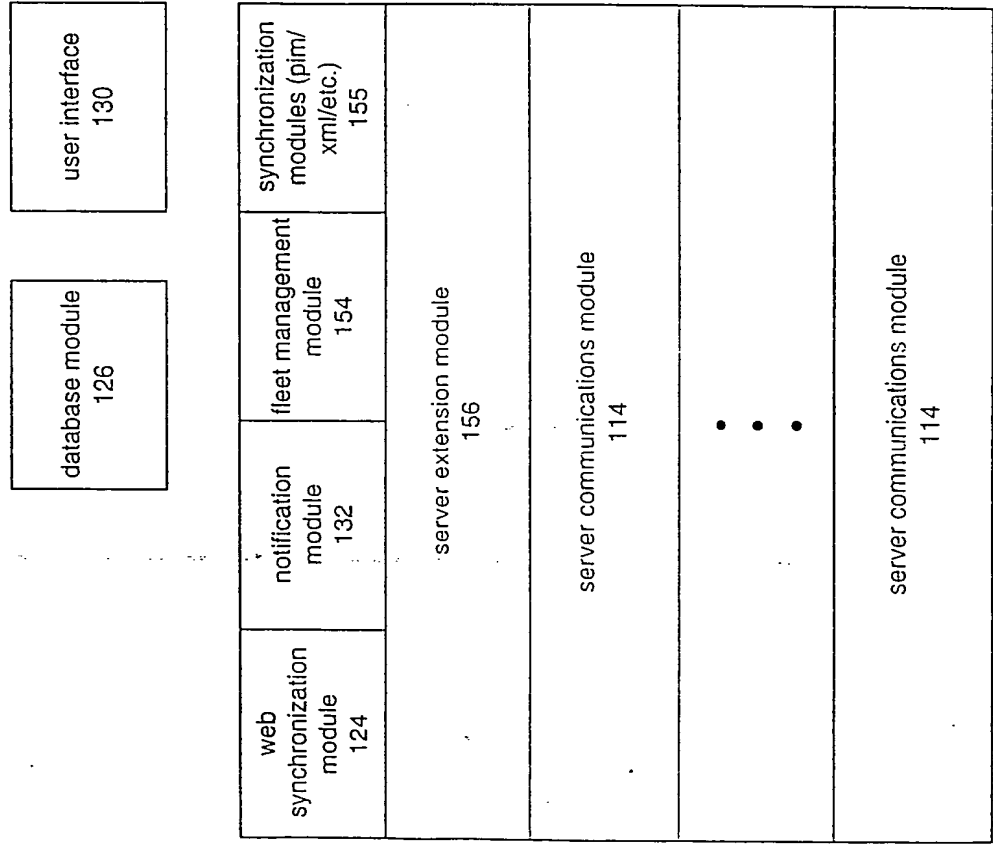 database module
126
user interface
130
web
synchronization
module
124
notification
module
132
fleet management
module
154
synchronization
modules (pim/
xml/etc.)
155
server extension module
156
server communications module
114
• • •
server communications module
114